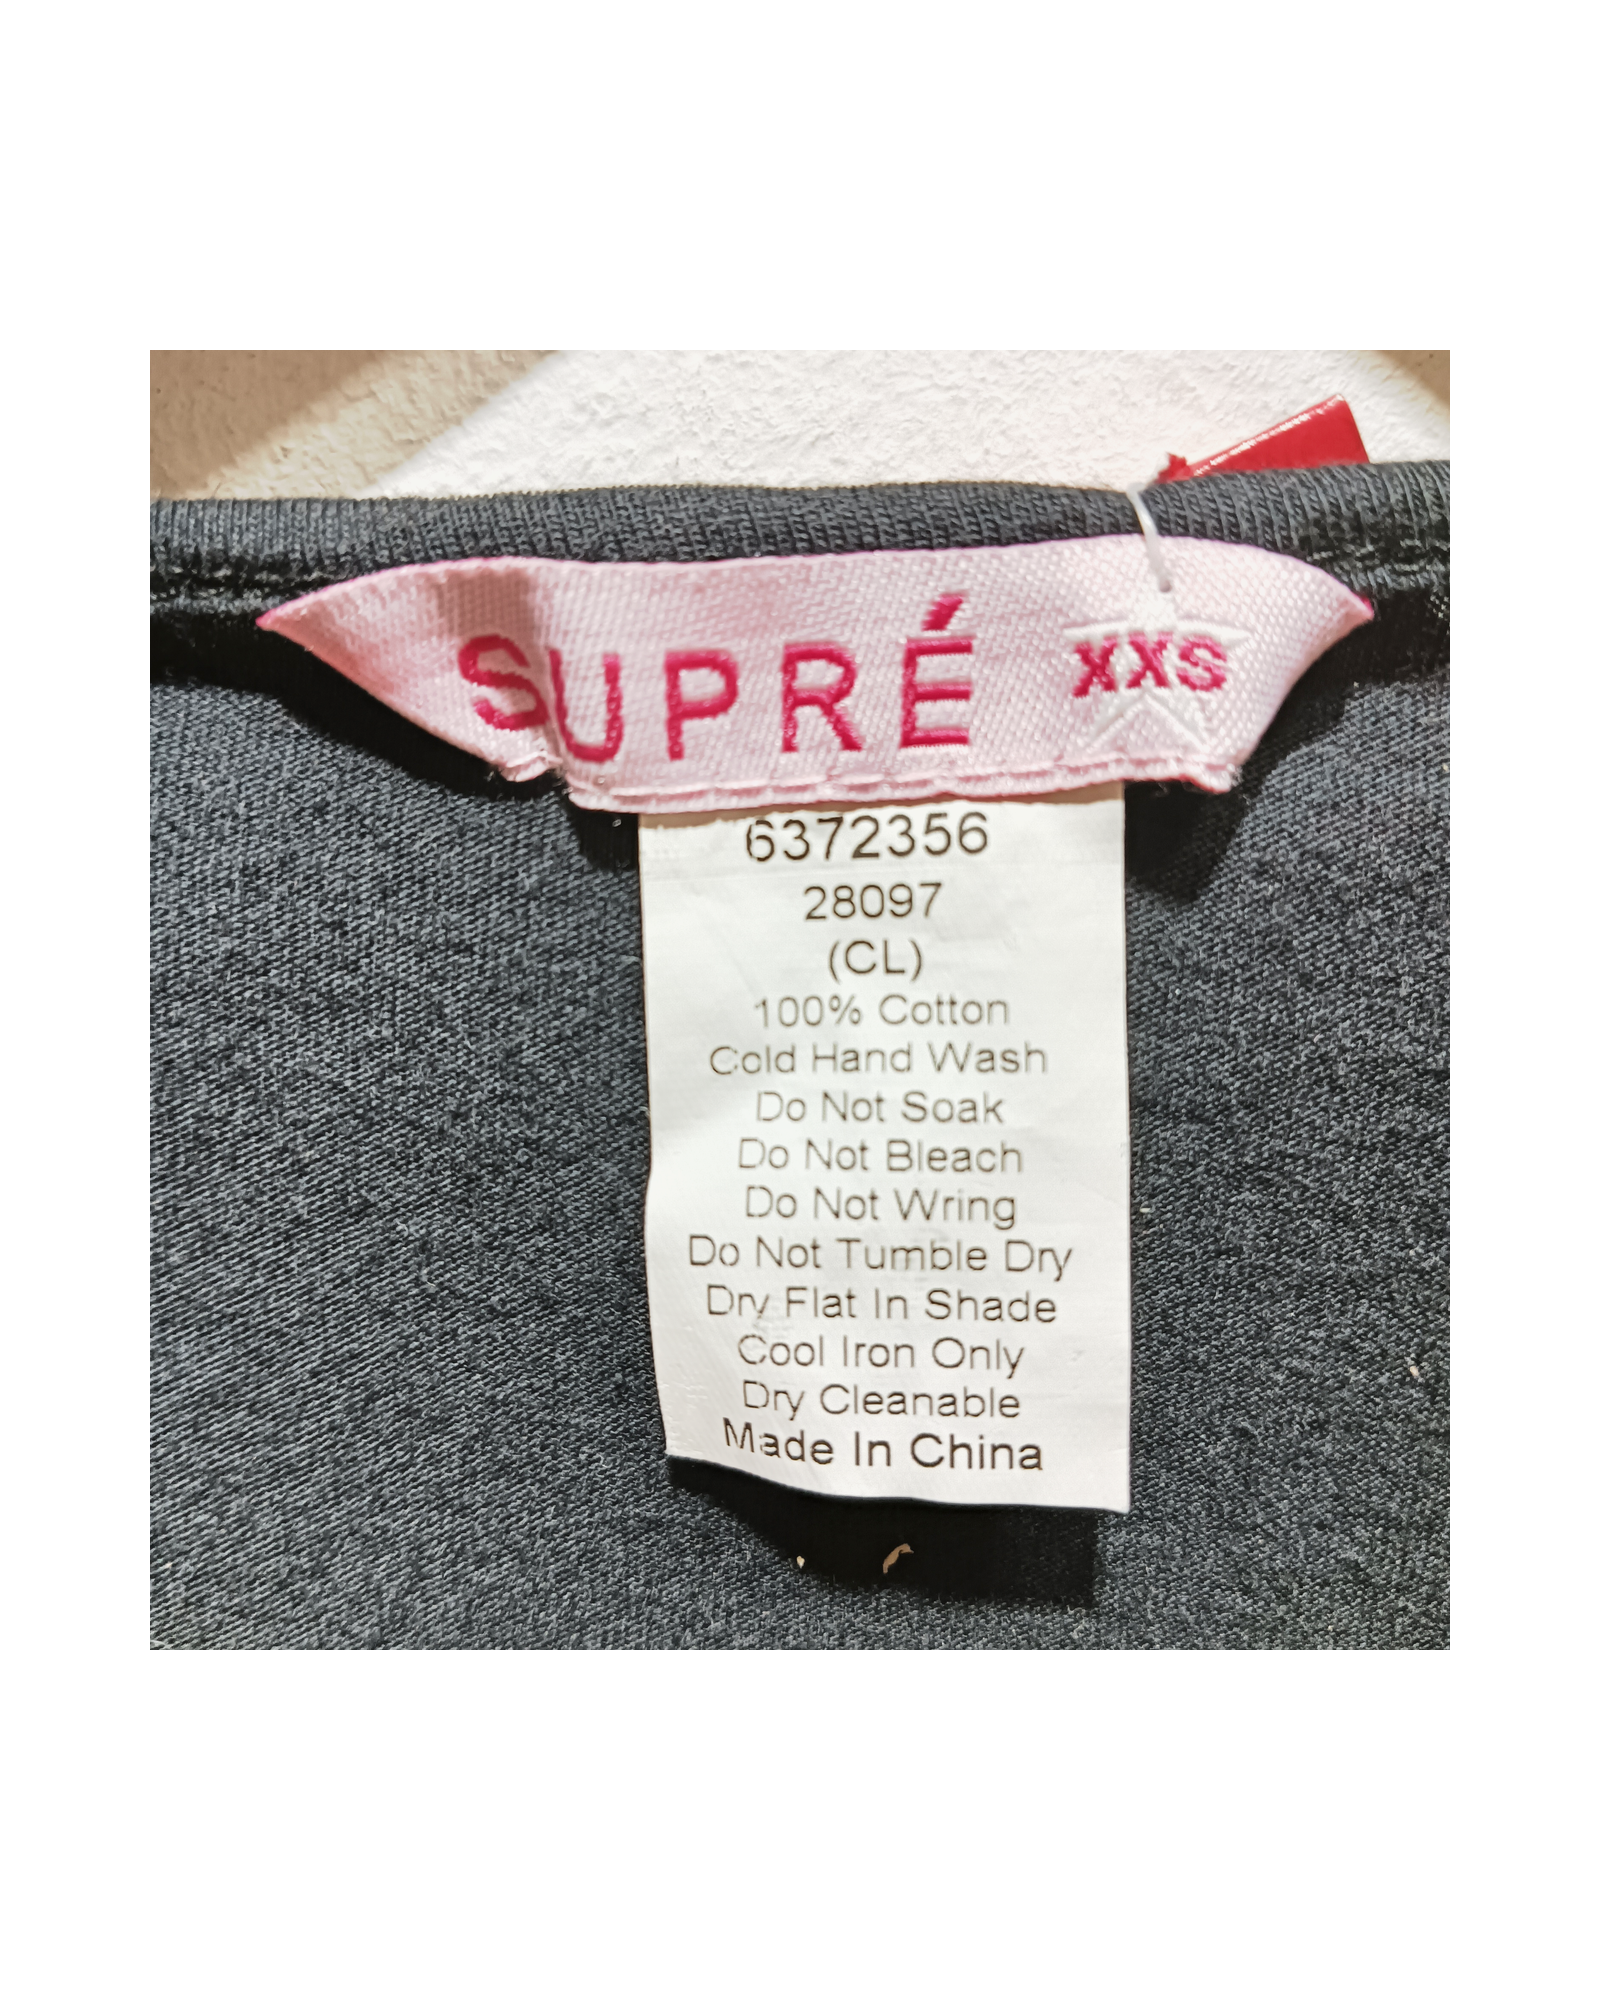 SUPRÉ XXS
6372356
28097
(CL)
100% Cotton
Cold Hand Wash
Do Not Soak
Do Not Bleach
Do Not Wring
Do Not Tumble Dry
Dry Flat In Shade
Cool Iron Only
Dry Cleanable
Made In China